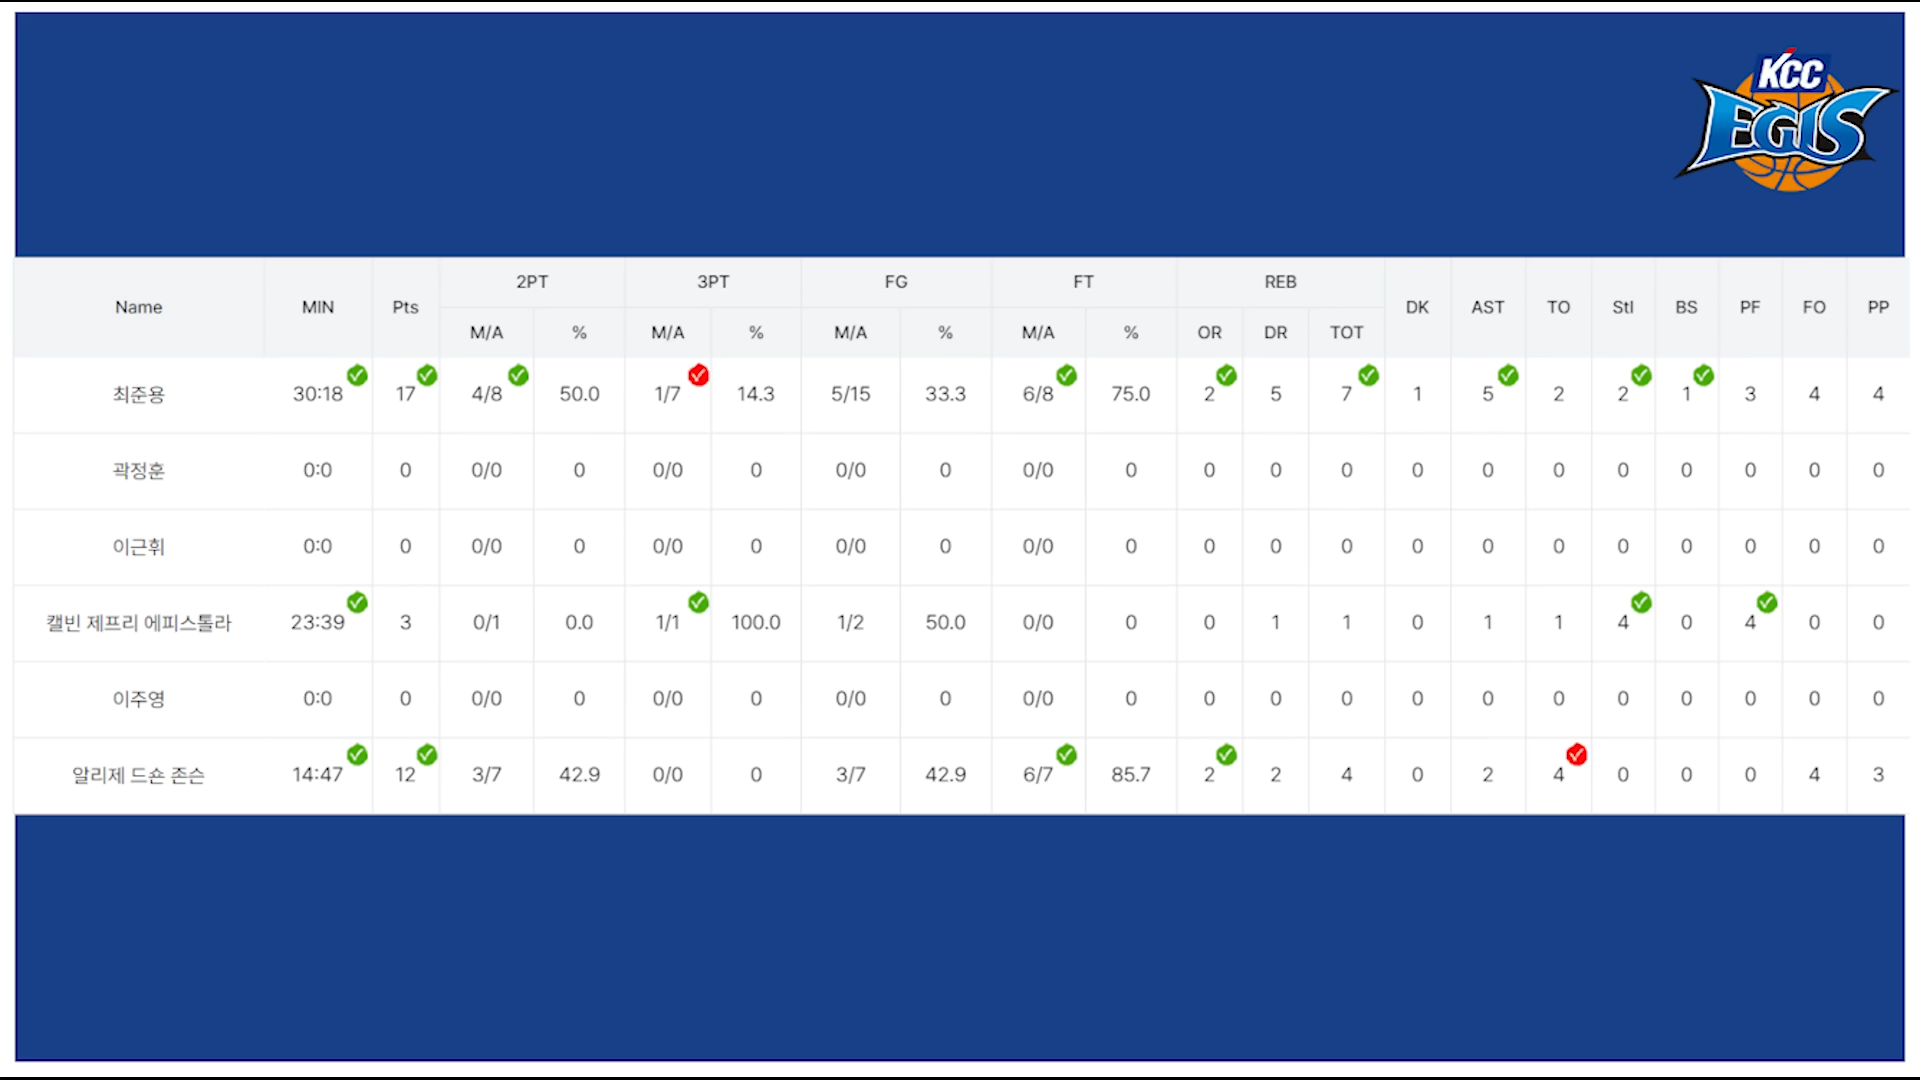 KCC
EGIS
Name MIN Pts 2PT 3PT FG FT REB DK AST TO Stl BS PF FO PP
M/A % M/A % M/A % M/A % OR DR TOT
최준용 30:18 17 4/8 50.0 1/7 14.3 5/15 33.3 6/8 75.0 2 5 7 1 5 2 2 1 3 4 4
곽정훈 0:0 0 0/0 0 0/0 0 0/0 0 0/0 0 0 0 0 0 0 0 0 0 0 0 0
이근휘 0:0 0 0/0 0 0/0 0 0/0 0 0/0 0 0 0 0 0 0 0 0 0 0 0 0
캘빈 제프리 에피스톨라 23:39 3 0/1 0.0 1/1 100.0 1/2 50.0 0/0 0 0 1 1 0 1 1 4 0 4 0 0
이주영 0:0 0 0/0 0 0/0 0 0/0 0 0/0 0 0 0 0 0 0 0 0 0 0 0 0
알리제 드숀 존슨 14:47 12 3/7 42.9 0/0 0 3/7 42.9 6/7 85.7 2 2 4 0 2 4 0 0 0 4 3